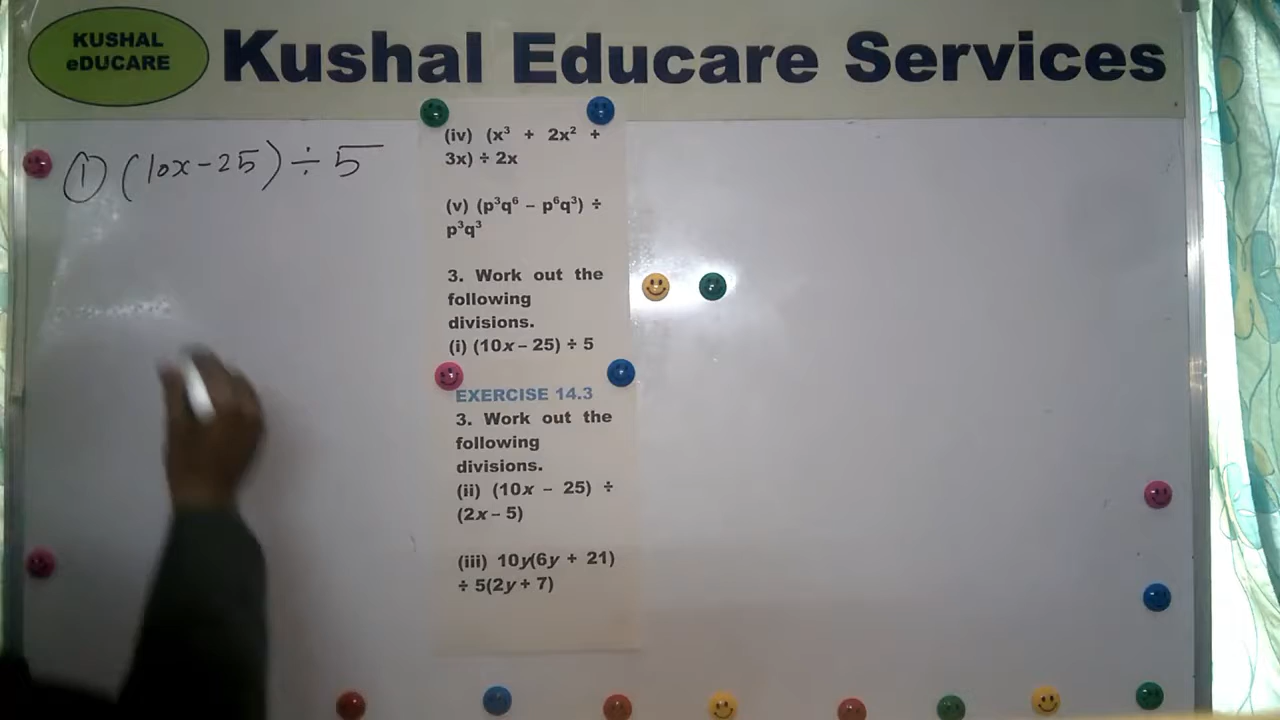 KUSHAL
eDUCARE
Kushal Educare Services
① (10x-25) ÷ 5
(iv) (x³ + 2x² +
3x) ÷ 2x
(v) (p³q⁶ – p⁶q³) ÷
p³q³
3. Work out the
following
divisions.
(i) (10x – 25) ÷ 5
EXERCISE 14.3
3. Work out the
following
divisions.
(ii) (10x – 25) ÷
(2x – 5)
(iii) 10y(6y + 21)
÷ 5(2y + 7)